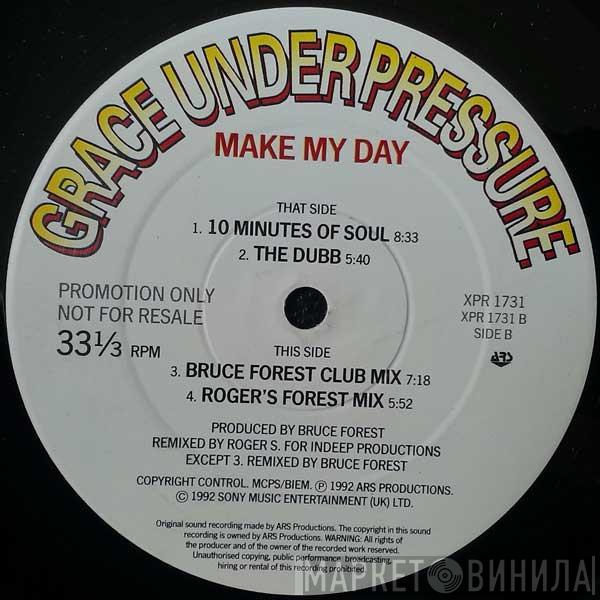 GRACE UNDER PRESSURE
MAKE MY DAY
THAT SIDE
1. 10 MINUTES OF SOUL 8:33
2. THE DUBB 5:40
PROMOTION ONLY
NOT FOR RESALE
33⅓ RPM
XPR 1731
XPR 1731 B
SIDE B
ARS
THIS SIDE
3. BRUCE FOREST CLUB MIX 7:18
4. ROGER'S FOREST MIX 5:52
PRODUCED BY BRUCE FOREST
REMIXED BY ROGER S. FOR INDEEP PRODUCTIONS
EXCEPT 3. REMIXED BY BRUCE FOREST
COPYRIGHT CONTROL. MCPS/BIEM. Ⓟ 1992 ARS PRODUCTIONS.
© 1992 SONY MUSIC ENTERTAINMENT (UK) LTD.
Original sound recording made by ARS Productions. The copyright in this sound
recording is owned by ARS Productions. WARNING: All rights of
the producer and of the owner of the recorded work reserved.
Unauthorised copying, public performance, broadcasting,
hiring or rental of this recording prohibited.
МАРКЕТ ВИНИЛА